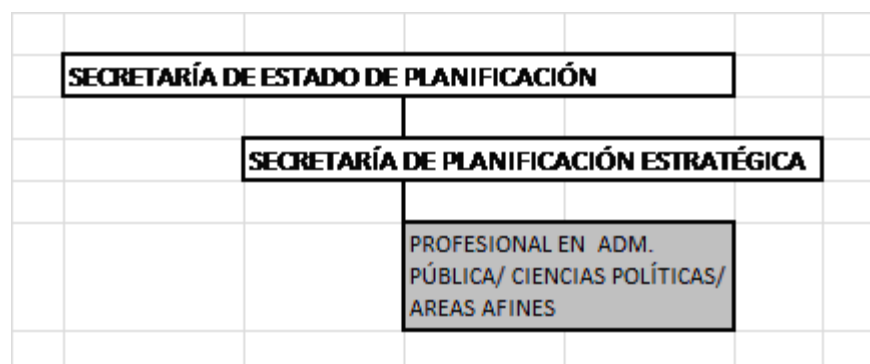 SECRETARÍA DE ESTADO DE PLANIFICACIÓN
SECRETARÍA DE PLANIFICACIÓN ESTRATÉGICA
PROFESIONAL EN ADM.
PÚBLICA/ CIENCIAS POLÍTICAS/
AREAS AFINES